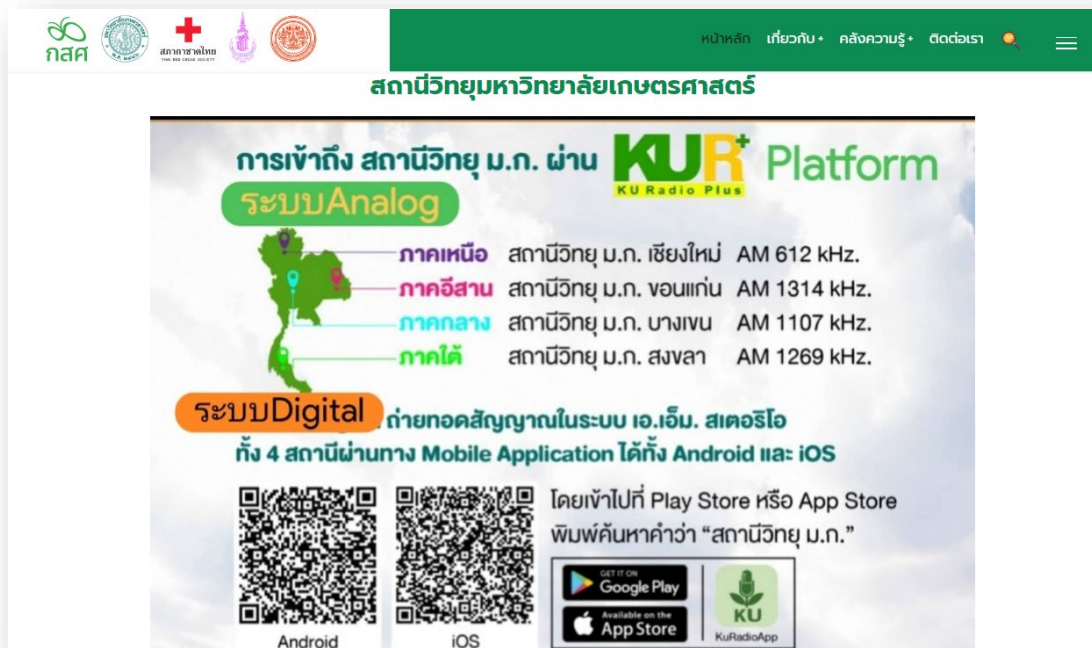 กสศ
สภากาชาดไทย
THAI RED CROSS SOCIETY
หน้าหลัก เกี่ยวกับ + คลังความรู้ + ติดต่อเรา
สถานีวิทยุมหาวิทยาลัยเกษตรศาสตร์
การเข้าถึง สถานีวิทยุ ม.ก. ผ่าน KUR+ Platform
KU Radio Plus
ระบบAnalog
ภาคเหนือ สถานีวิทยุ ม.ก. เชียงใหม่ AM 612 kHz.
ภาคอีสาน สถานีวิทยุ ม.ก. ขอนแก่น AM 1314 kHz.
ภาคกลาง สถานีวิทยุ ม.ก. บางเขน AM 1107 kHz.
ภาคใต้ สถานีวิทยุ ม.ก. สงขลา AM 1269 kHz.
ระบบDigital ถ่ายทอดสัญญาณในระบบ เอ.เอ็ม. สเตอริโอ
ทั้ง 4 สถานีผ่านทาง Mobile Application ได้ทั้ง Android และ iOS
โดยเข้าไปที่ Play Store หรือ App Store
พิมพ์ค้นหาคำว่า “สถานีวิทยุ ม.ก.”
GET IT ON
Google Play
Available on the
App Store
KU
KuRadioApp
Android
iOS